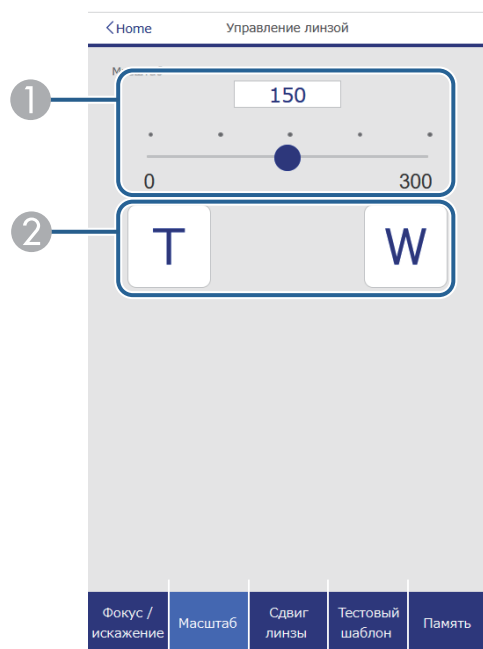 Home
Управление линзой
1
150
0
300
2
T
W
Фокус /
искажение
Масштаб
Сдвиг
линзы
Тестовый
шаблон
Память